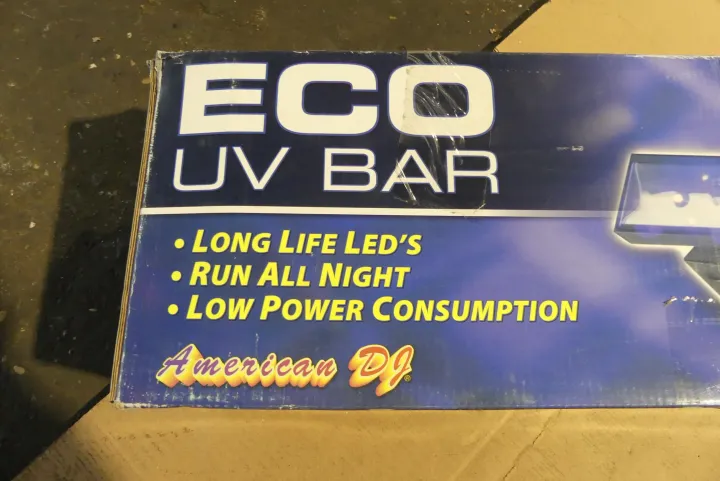 ECO
UV BAR
• LONG LIFE LED'S
• RUN ALL NIGHT
• LOW POWER CONSUMPTION
American DJ®